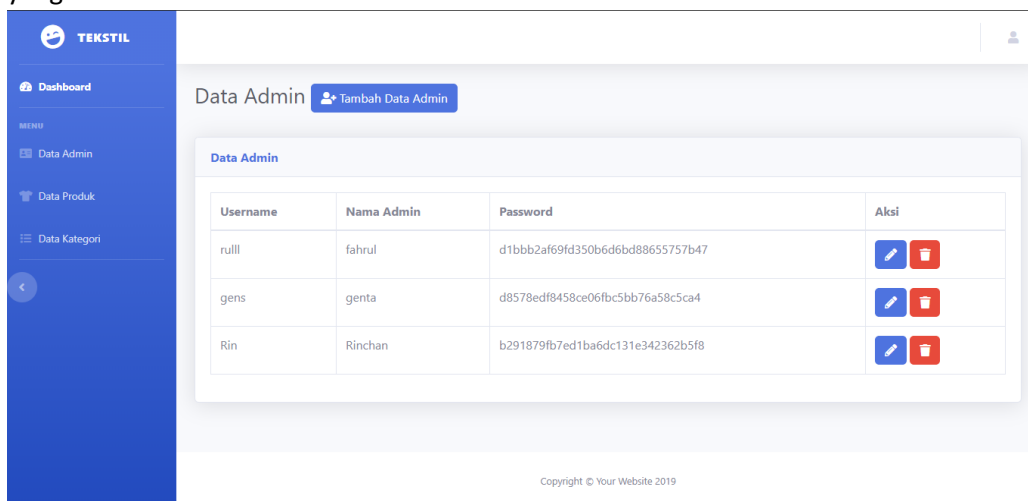 TEKSTIL
Dashboard
MENU
Data Admin
Data Produk
Data Kategori
Data Admin Tambah Data Admin
Data Admin
Username Nama Admin Password Aksi
rulll fahrul d1bbb2af69fd350b6d6bd88655757b47
gens genta d8578edf8458ce06fbc5bb76a58c5ca4
Rin Rinchan b291879fb7ed1ba6dc131e342362b5f8
Copyright © Your Website 2019